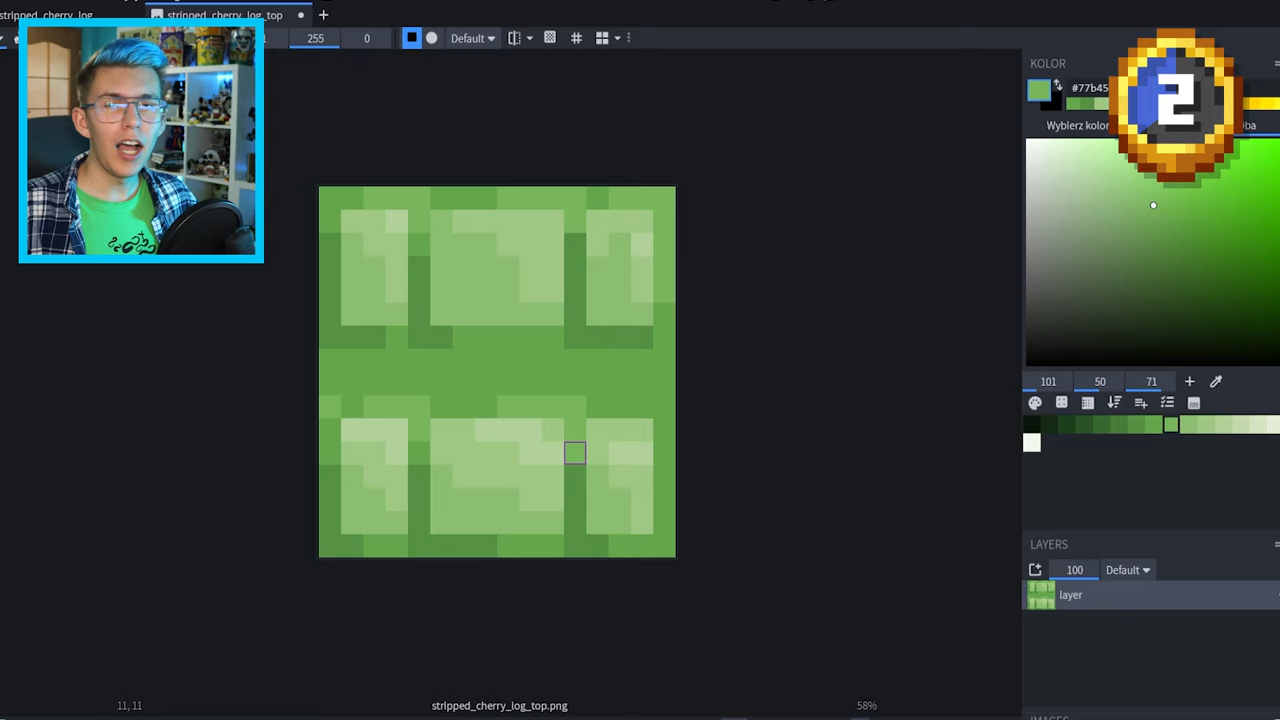 stripped_cherry_log
stripped_cherry_log_top
255
0
Default
KOLOR
#77b45
2
Wybierz kolor
101
50
71
LAYERS
100
Default
layer
11, 11
stripped_cherry_log_top.png
58%